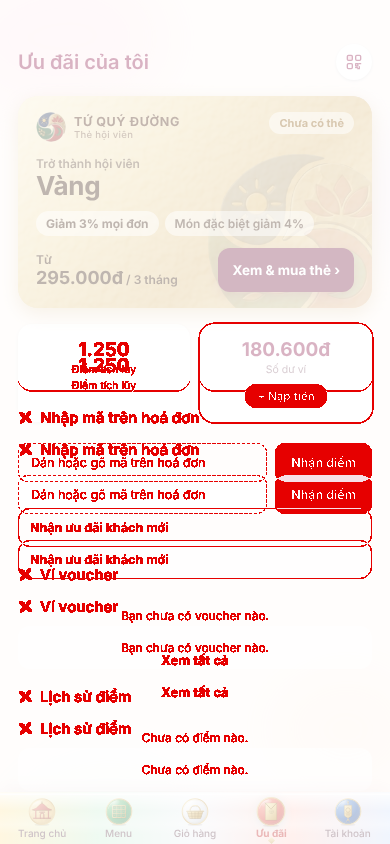 Ưu đãi của tôi
TỨ QUÝ ĐƯỜNG
Thẻ hội viên
Chưa có thẻ
Trở thành hội viên
Vàng
Giảm 3% mọi đơn
Món đặc biệt giảm 4%
Từ
295.000đ / 3 tháng
Xem & mua thẻ ›
1.250
1.250
Điểm tích lũy
Điểm tích lũy
180.600đ
Số dư ví
+ Nạp tiền
Nhập mã trên hoá đơn
Nhập mã trên hoá đơn
Dán hoặc gõ mã trên hoá đơn
Nhận điểm
Dán hoặc gõ mã trên hoá đơn
Nhận điểm
Nhận ưu đãi khách mới
Nhận ưu đãi khách mới
Ví voucher
Ví voucher
Bạn chưa có voucher nào.
Bạn chưa có voucher nào.
Xem tất cả
Xem tất cả
Lịch sử điểm
Lịch sử điểm
Chưa có điểm nào.
Chưa có điểm nào.
Trang chủ
Menu
Giỏ hàng
Ưu đãi
Tài khoản